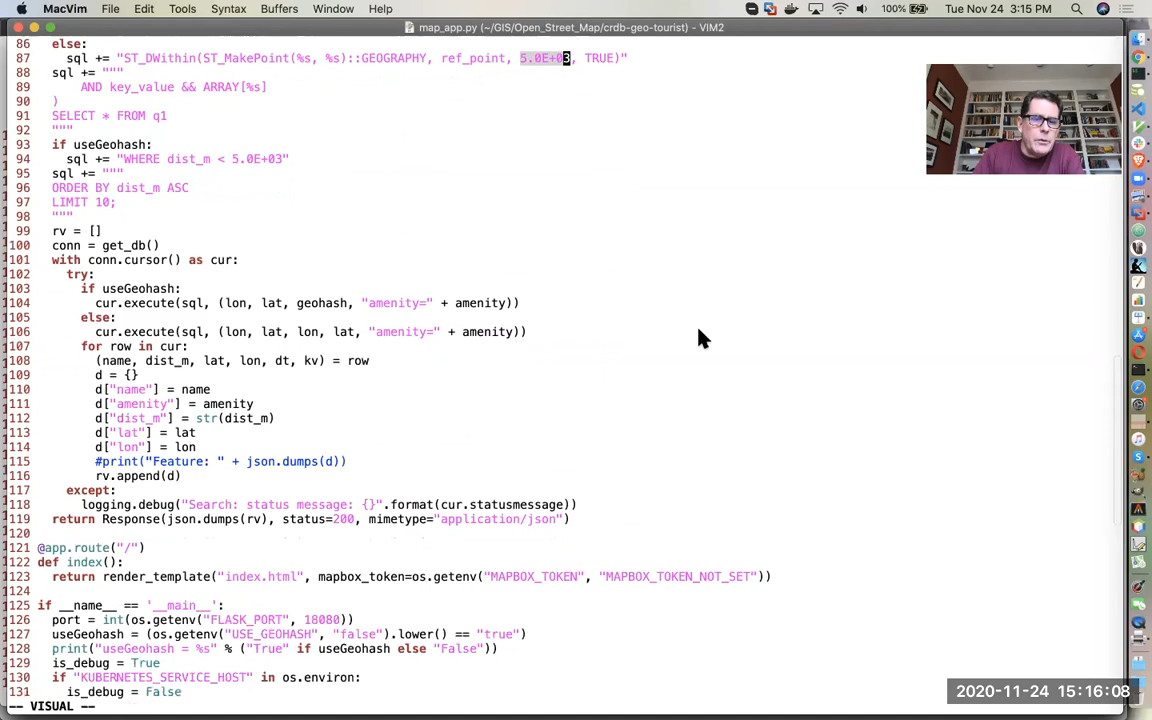 MacVim File Edit Tools Syntax Buffers Window Help 100% Tue Nov 24 3:15 PM
map_app.py (~/GIS/Open_Street_Map/crdb-geo-tourist) - VIM2
86 else:
87 sql += "ST_DWithin(ST_MakePoint(%s, %s)::GEOGRAPHY, ref_point, 5.0E+03, TRUE)"
88 sql += """
89 AND key_value && ARRAY[%s]
90 )
91 SELECT * FROM q1
92 """
93 if useGeohash:
94 sql += "WHERE dist_m < 5.0E+03"
95 sql += """
96 ORDER BY dist_m ASC
97 LIMIT 10;
98 """
99 rv = []
100 conn = get_db()
101 with conn.cursor() as cur:
102 try:
103 if useGeohash:
104 cur.execute(sql, (lon, lat, geohash, "amenity=" + amenity))
105 else:
106 cur.execute(sql, (lon, lat, lon, lat, "amenity=" + amenity))
107 for row in cur:
108 (name, dist_m, lat, lon, dt, kv) = row
109 d = {}
110 d["name"] = name
111 d["amenity"] = amenity
112 d["dist_m"] = str(dist_m)
113 d["lat"] = lat
114 d["lon"] = lon
115 #print("Feature: " + json.dumps(d))
116 rv.append(d)
117 except:
118 logging.debug("Search: status message: {}".format(cur.statusmessage))
119 return Response(json.dumps(rv), status=200, mimetype="application/json")
120
121 @app.route("/")
122 def index():
123 return render_template("index.html", mapbox_token=os.getenv("MAPBOX_TOKEN", "MAPBOX_TOKEN_NOT_SET"))
124
125 if __name__ == '__main__':
126 port = int(os.getenv("FLASK_PORT", 18080))
127 useGeohash = (os.getenv("USE_GEOHASH", "false").lower() == "true")
128 print("useGeohash = %s" % ("True" if useGeohash else "False"))
129 is_debug = True
130 if "KUBERNETES_SERVICE_HOST" in os.environ:
131 is_debug = False
-- VISUAL --
2020-11-24 15:16:08